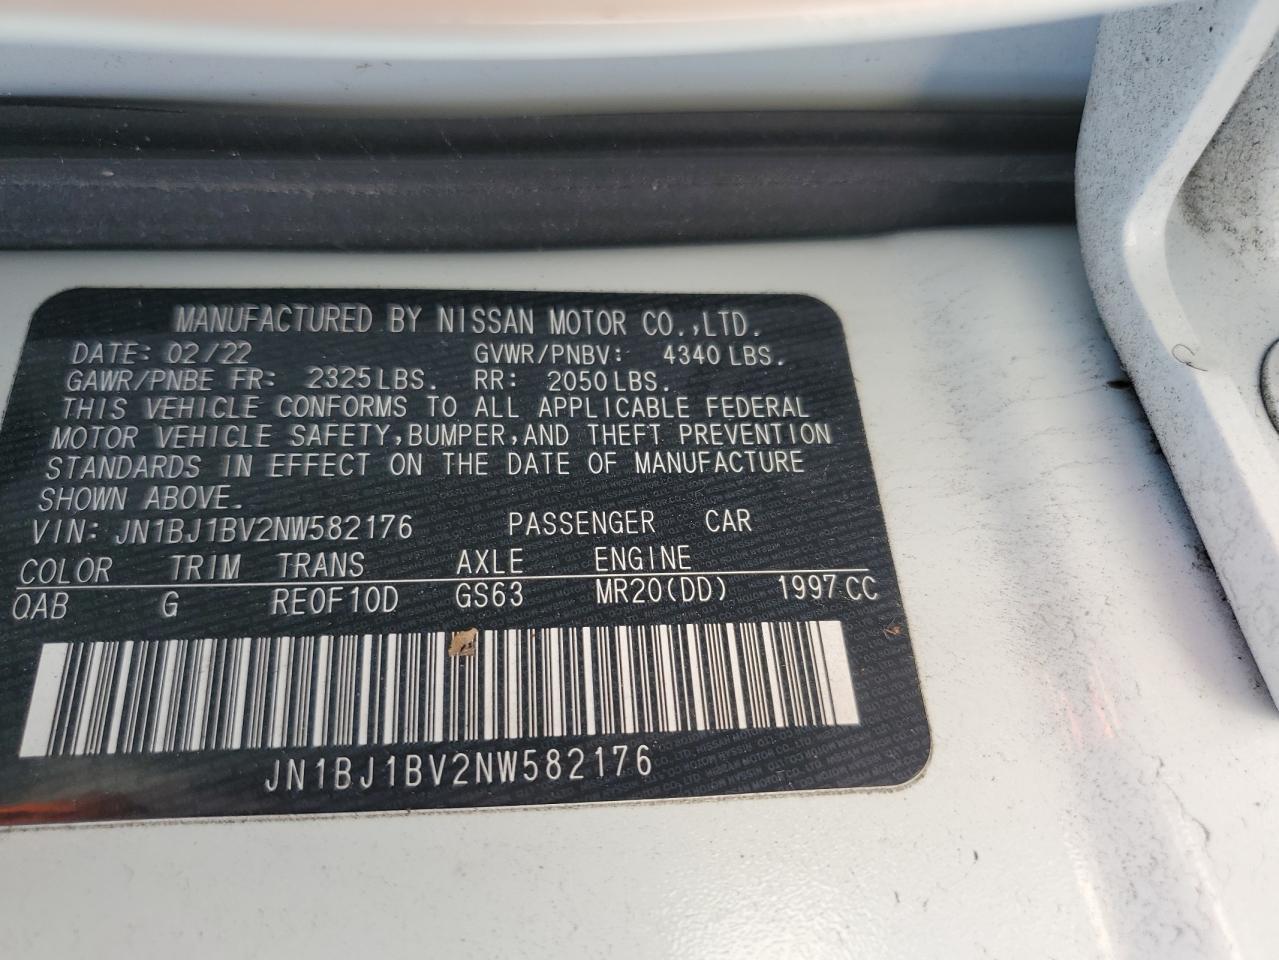 MANUFACTURED BY NISSAN MOTOR CO.,LTD.
DATE: 02/22 GVWR/PNBV: 4340 LBS.
GAWR/PNBE FR: 2325 LBS. RR: 2050 LBS.
THIS VEHICLE CONFORMS TO ALL APPLICABLE FEDERAL
MOTOR VEHICLE SAFETY, BUMPER, AND THEFT PREVENTION
STANDARDS IN EFFECT ON THE DATE OF MANUFACTURE
SHOWN ABOVE.
VIN: JN1BJ1BV2NW582176 PASSENGER CAR
COLOR TRIM TRANS AXLE ENGINE
QAB G RE0F10D GS63 MR20(DD) 1997 CC
JN1BJ1BV2NW582176